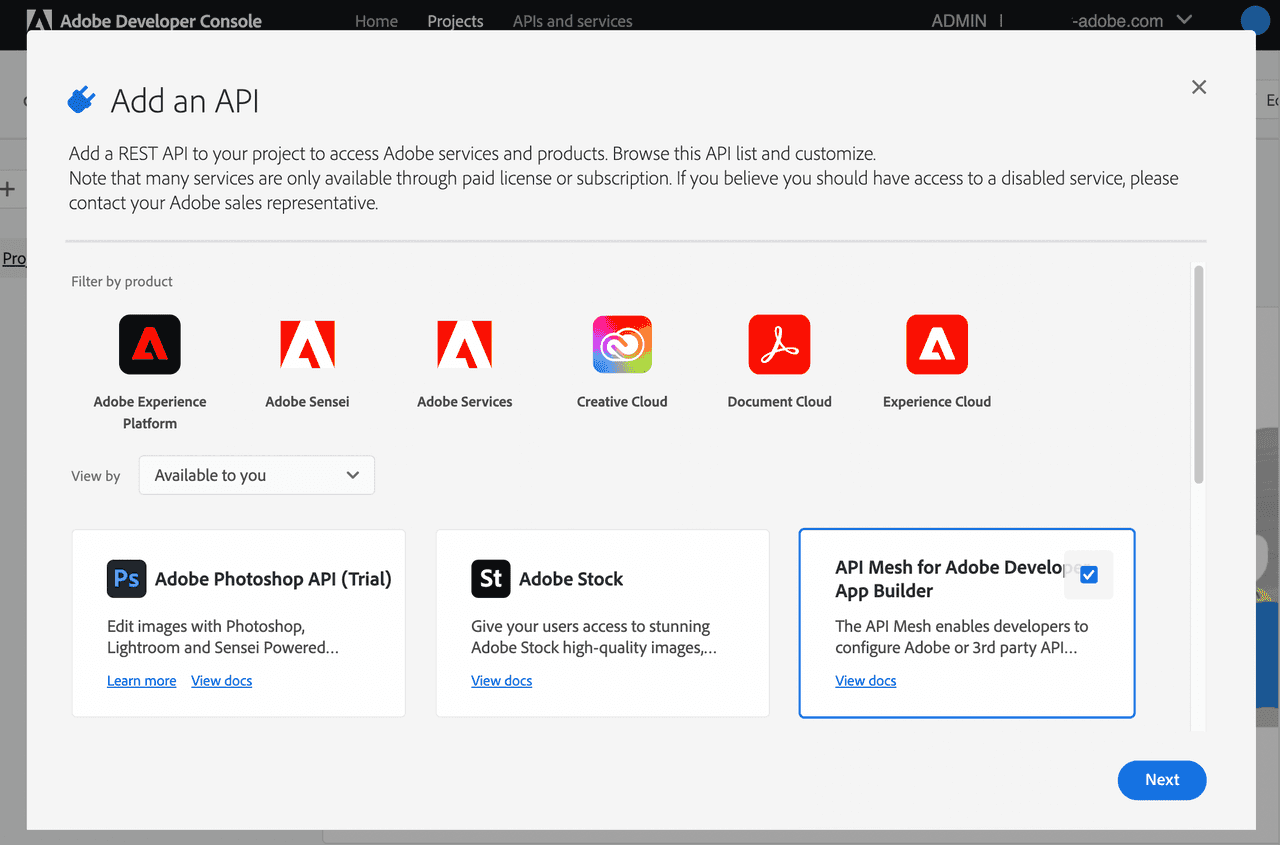 Adobe Developer Console Home Projects APIs and services ADMIN | -adobe.com
Add an API
Add a REST API to your project to access Adobe services and products. Browse this API list and customize.
Note that many services are only available through paid license or subscription. If you believe you should have access to a disabled service, please
contact your Adobe sales representative.
Filter by product
Adobe Experience
Platform
Adobe Sensei
Adobe Services
Creative Cloud
Document Cloud
Experience Cloud
View by Available to you
Ps Adobe Photoshop API (Trial)
Edit images with Photoshop,
Lightroom and Sensei Powered...
Learn more View docs
St Adobe Stock
Give your users access to stunning
Adobe Stock high-quality images,...
View docs
API Mesh for Adobe Develope
App Builder
The API Mesh enables developers to
configure Adobe or 3rd party API...
View docs
Next